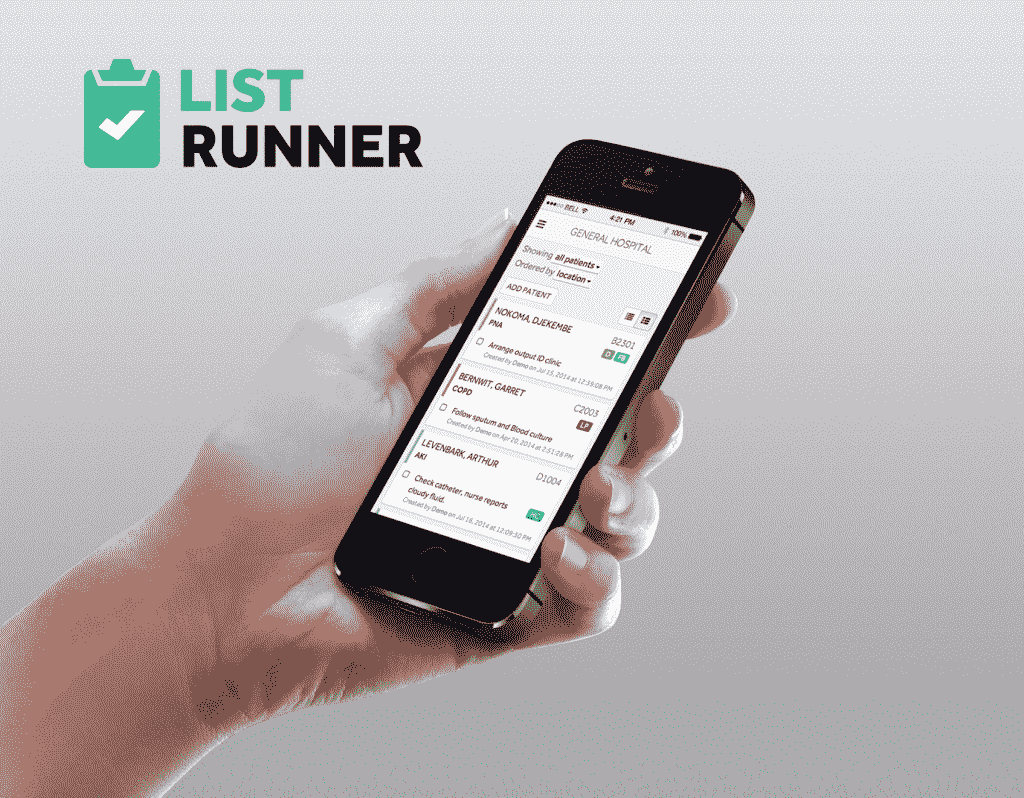 LIST
RUNNER
BELL
4:21 PM
100%
GENERAL HOSPITAL
Showing all patients
Ordered by location
ADD PATIENT
NOKOMA, DJEKEMBE
B2301
PNA
D FB
Arrange output ID clinic
Created by Demo on Jul 15, 2014 at 12:39:08 PM
BERNWIT, GARRET
C2003
COPD
LP
Follow sputum and Blood culture
Created by Demo on Apr 20, 2014 at 2:51:28 PM
LEVENBARK, ARTHUR
D1004
AKI
Check catheter, nurse reports
cloudy fluid.
HC
Created by Demo on Jul 16, 2014 at 12:09:30 PM